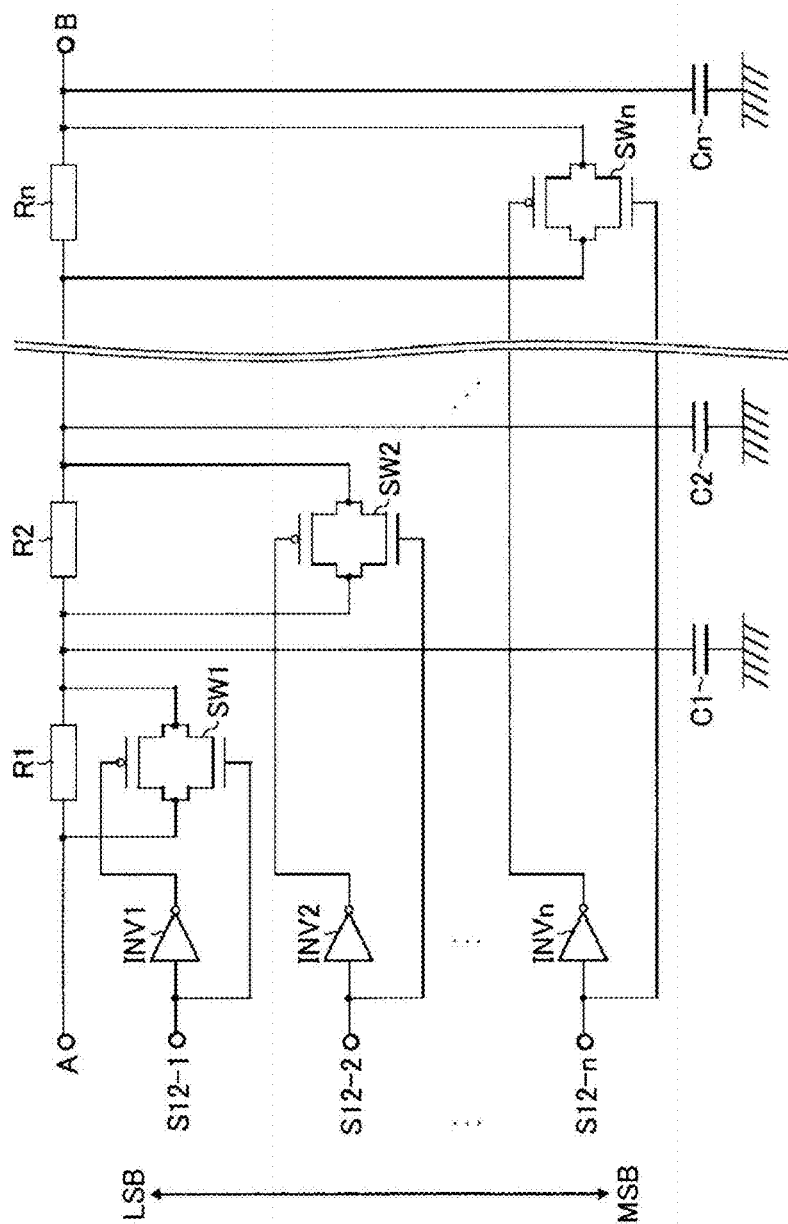 A
R1
R2
Rn
B
LSB
S12-1
INV1
SW1
S12-2
INV2
SW2
S12-n
INVn
SWn
MSB
C1
C2
Cn